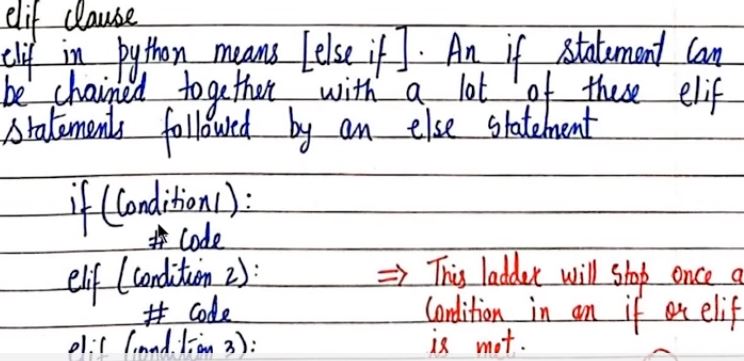 elif clause
elif in python means [else if]. An if statement can
be chained together with a lot of these elif
statements followed by an else statement
if (Condition1):
# Code
elif (Condition 2): ⇒ This ladder will stop once a
# Code Condition in an if or elif
elif (Condition 3): is met.